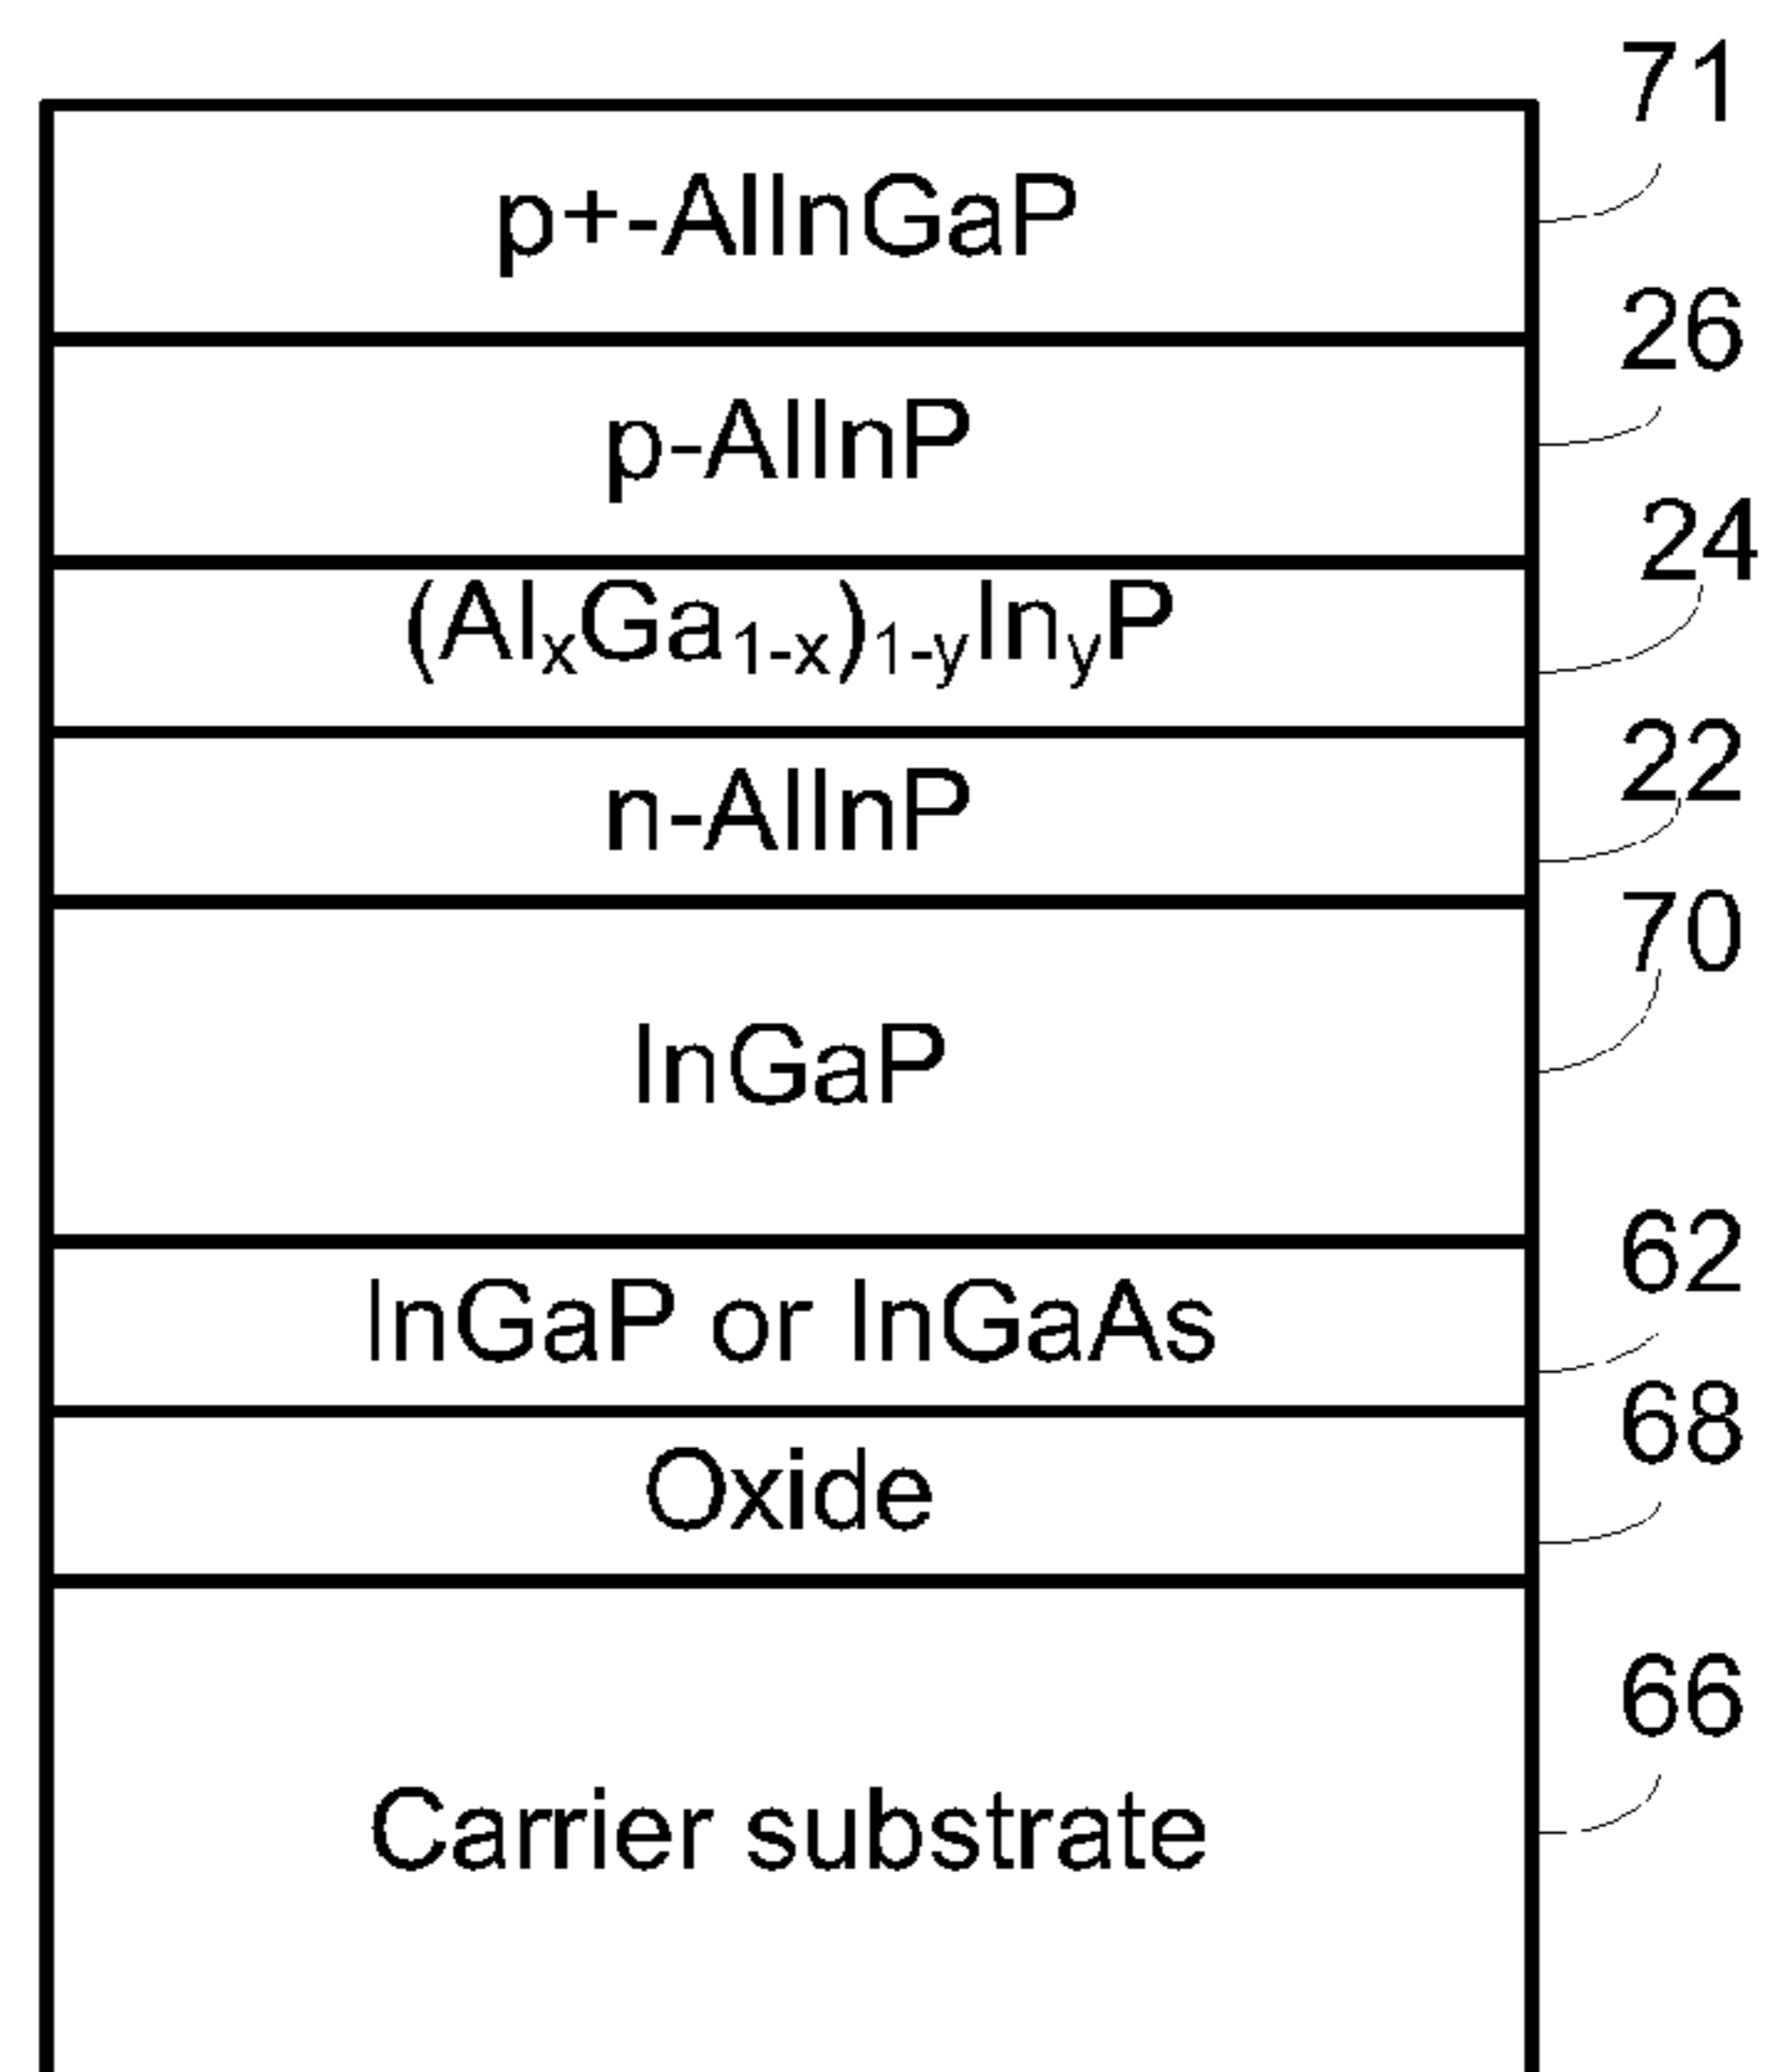 71
p+-AlInGaP
26
p-AlInP
24
(AlxGa1-x)1-yInyP
22
n-AlInP
70
InGaP
62
InGaP or InGaAs
68
Oxide
66
Carrier substrate